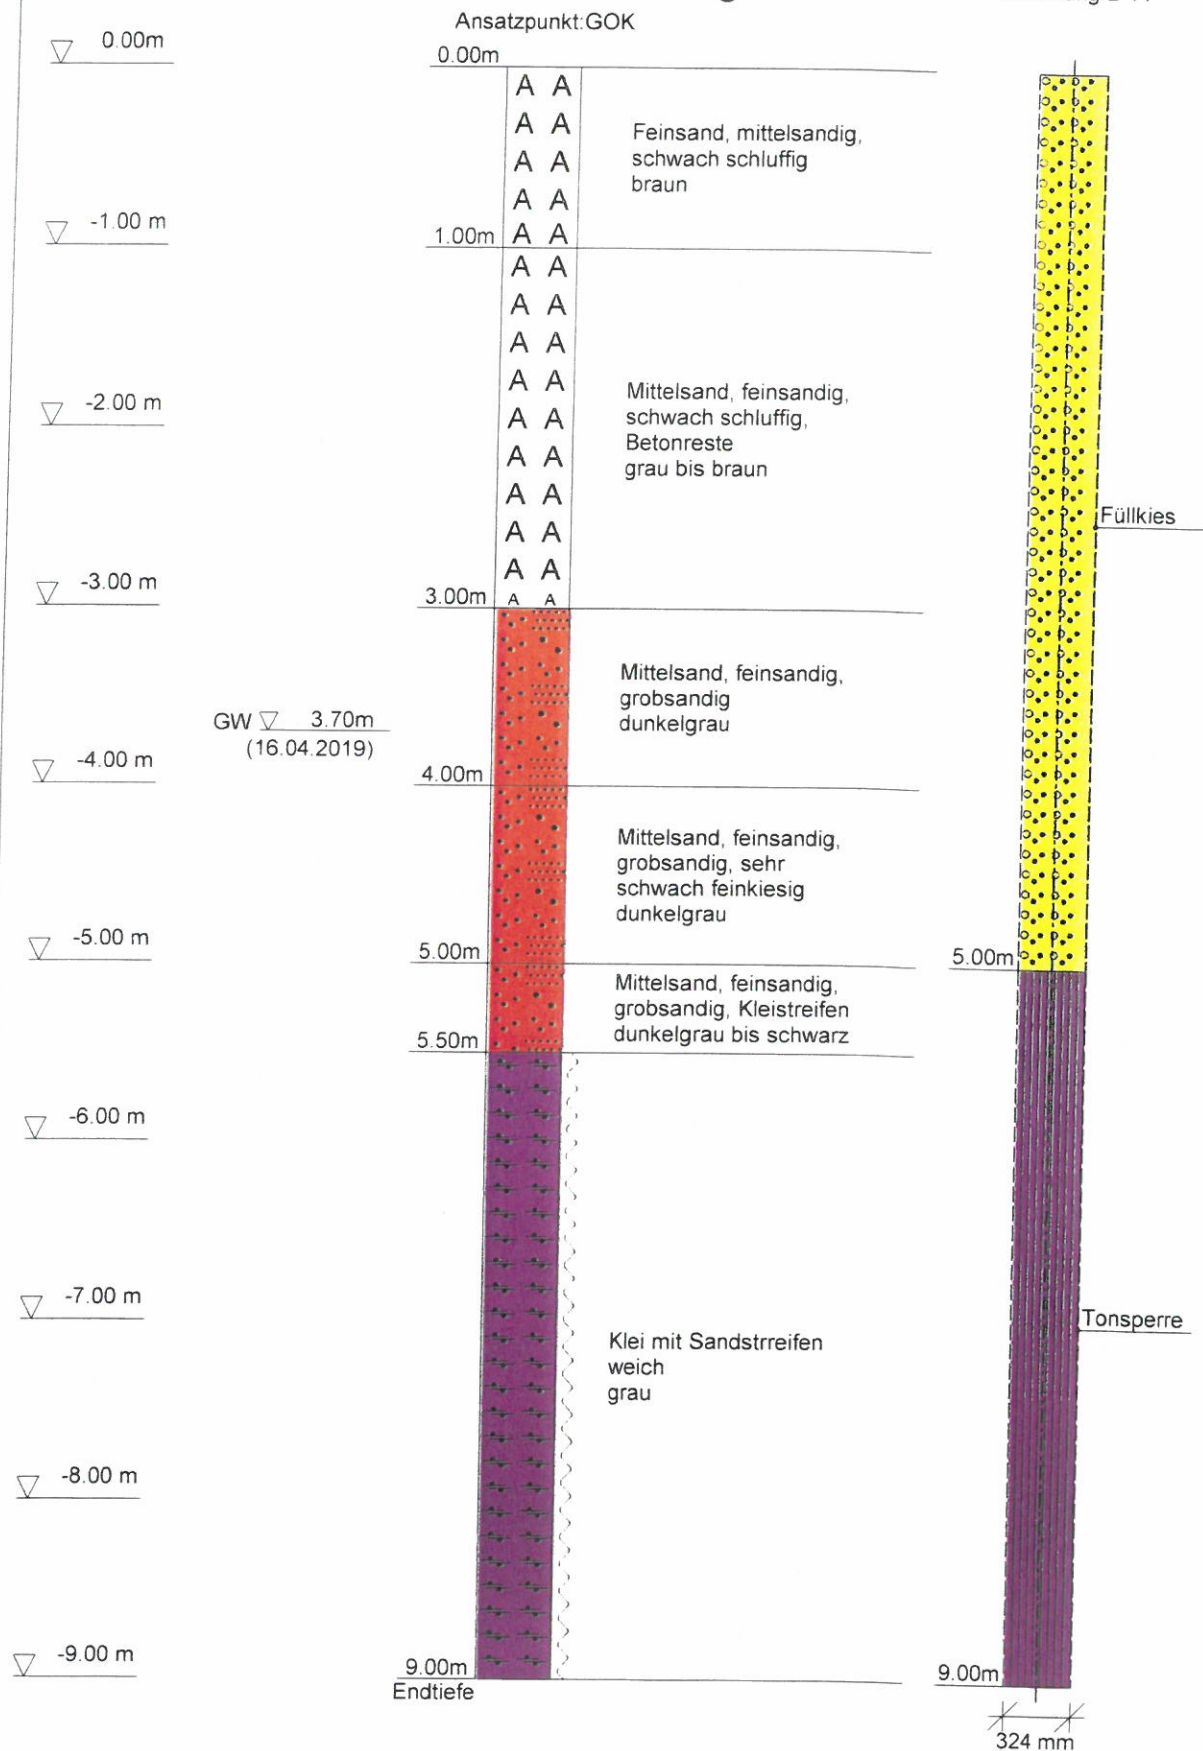 Ansatzpunkt:GOK
0.00m
0.00m
A A
A A
A A
A A
1.00m A A
A A
A A
A A
A A
A A
A A
A A
A A
A A
3.00m A A
Feinsand, mittelsandig,
schwach schluffig
braun
-1.00 m
Mittelsand, feinsandig,
schwach schluffig,
Betonreste
grau bis braun
-2.00 m
Füllkies
-3.00 m
Mittelsand, feinsandig,
grobsandig
dunkelgrau
GW 3.70m
(16.04.2019)
-4.00 m
4.00m
Mittelsand, feinsandig,
grobsandig, sehr
schwach feinkiesig
dunkelgrau
-5.00 m
5.00m
5.00m
Mittelsand, feinsandig,
grobsandig, Kleistreifen
dunkelgrau bis schwarz
5.50m
-6.00 m
-7.00 m
Tonsperre
Klei mit Sandstrreifen
weich
grau
-8.00 m
-9.00 m
9.00m
Endtiefe
9.00m
324 mm